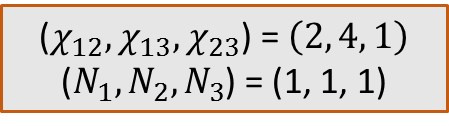 (χ₁₂, χ₁₃, χ₂₃) = (2, 4, 1)
(N₁, N₂, N₃) = (1, 1, 1)